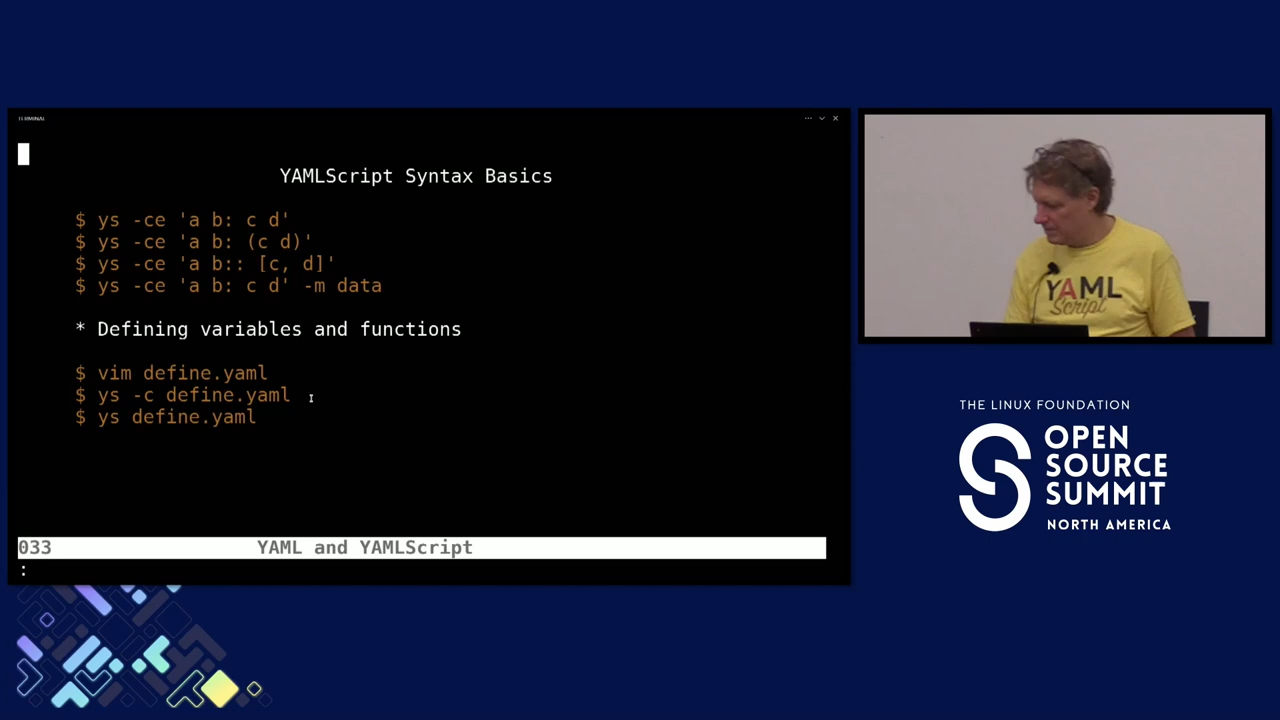 TERMINAL
YAMLScript Syntax Basics
$ ys -ce 'a b: c d'
$ ys -ce 'a b: (c d)'
$ ys -ce 'a b:: [c, d]'
$ ys -ce 'a b: c d' -m data
* Defining variables and functions
$ vim define.yaml
$ ys -c define.yaml
$ ys define.yaml
033 YAML and YAMLScript
:
YAML
Script
THE LINUX FOUNDATION
OPEN
SOURCE
SUMMIT
NORTH AMERICA